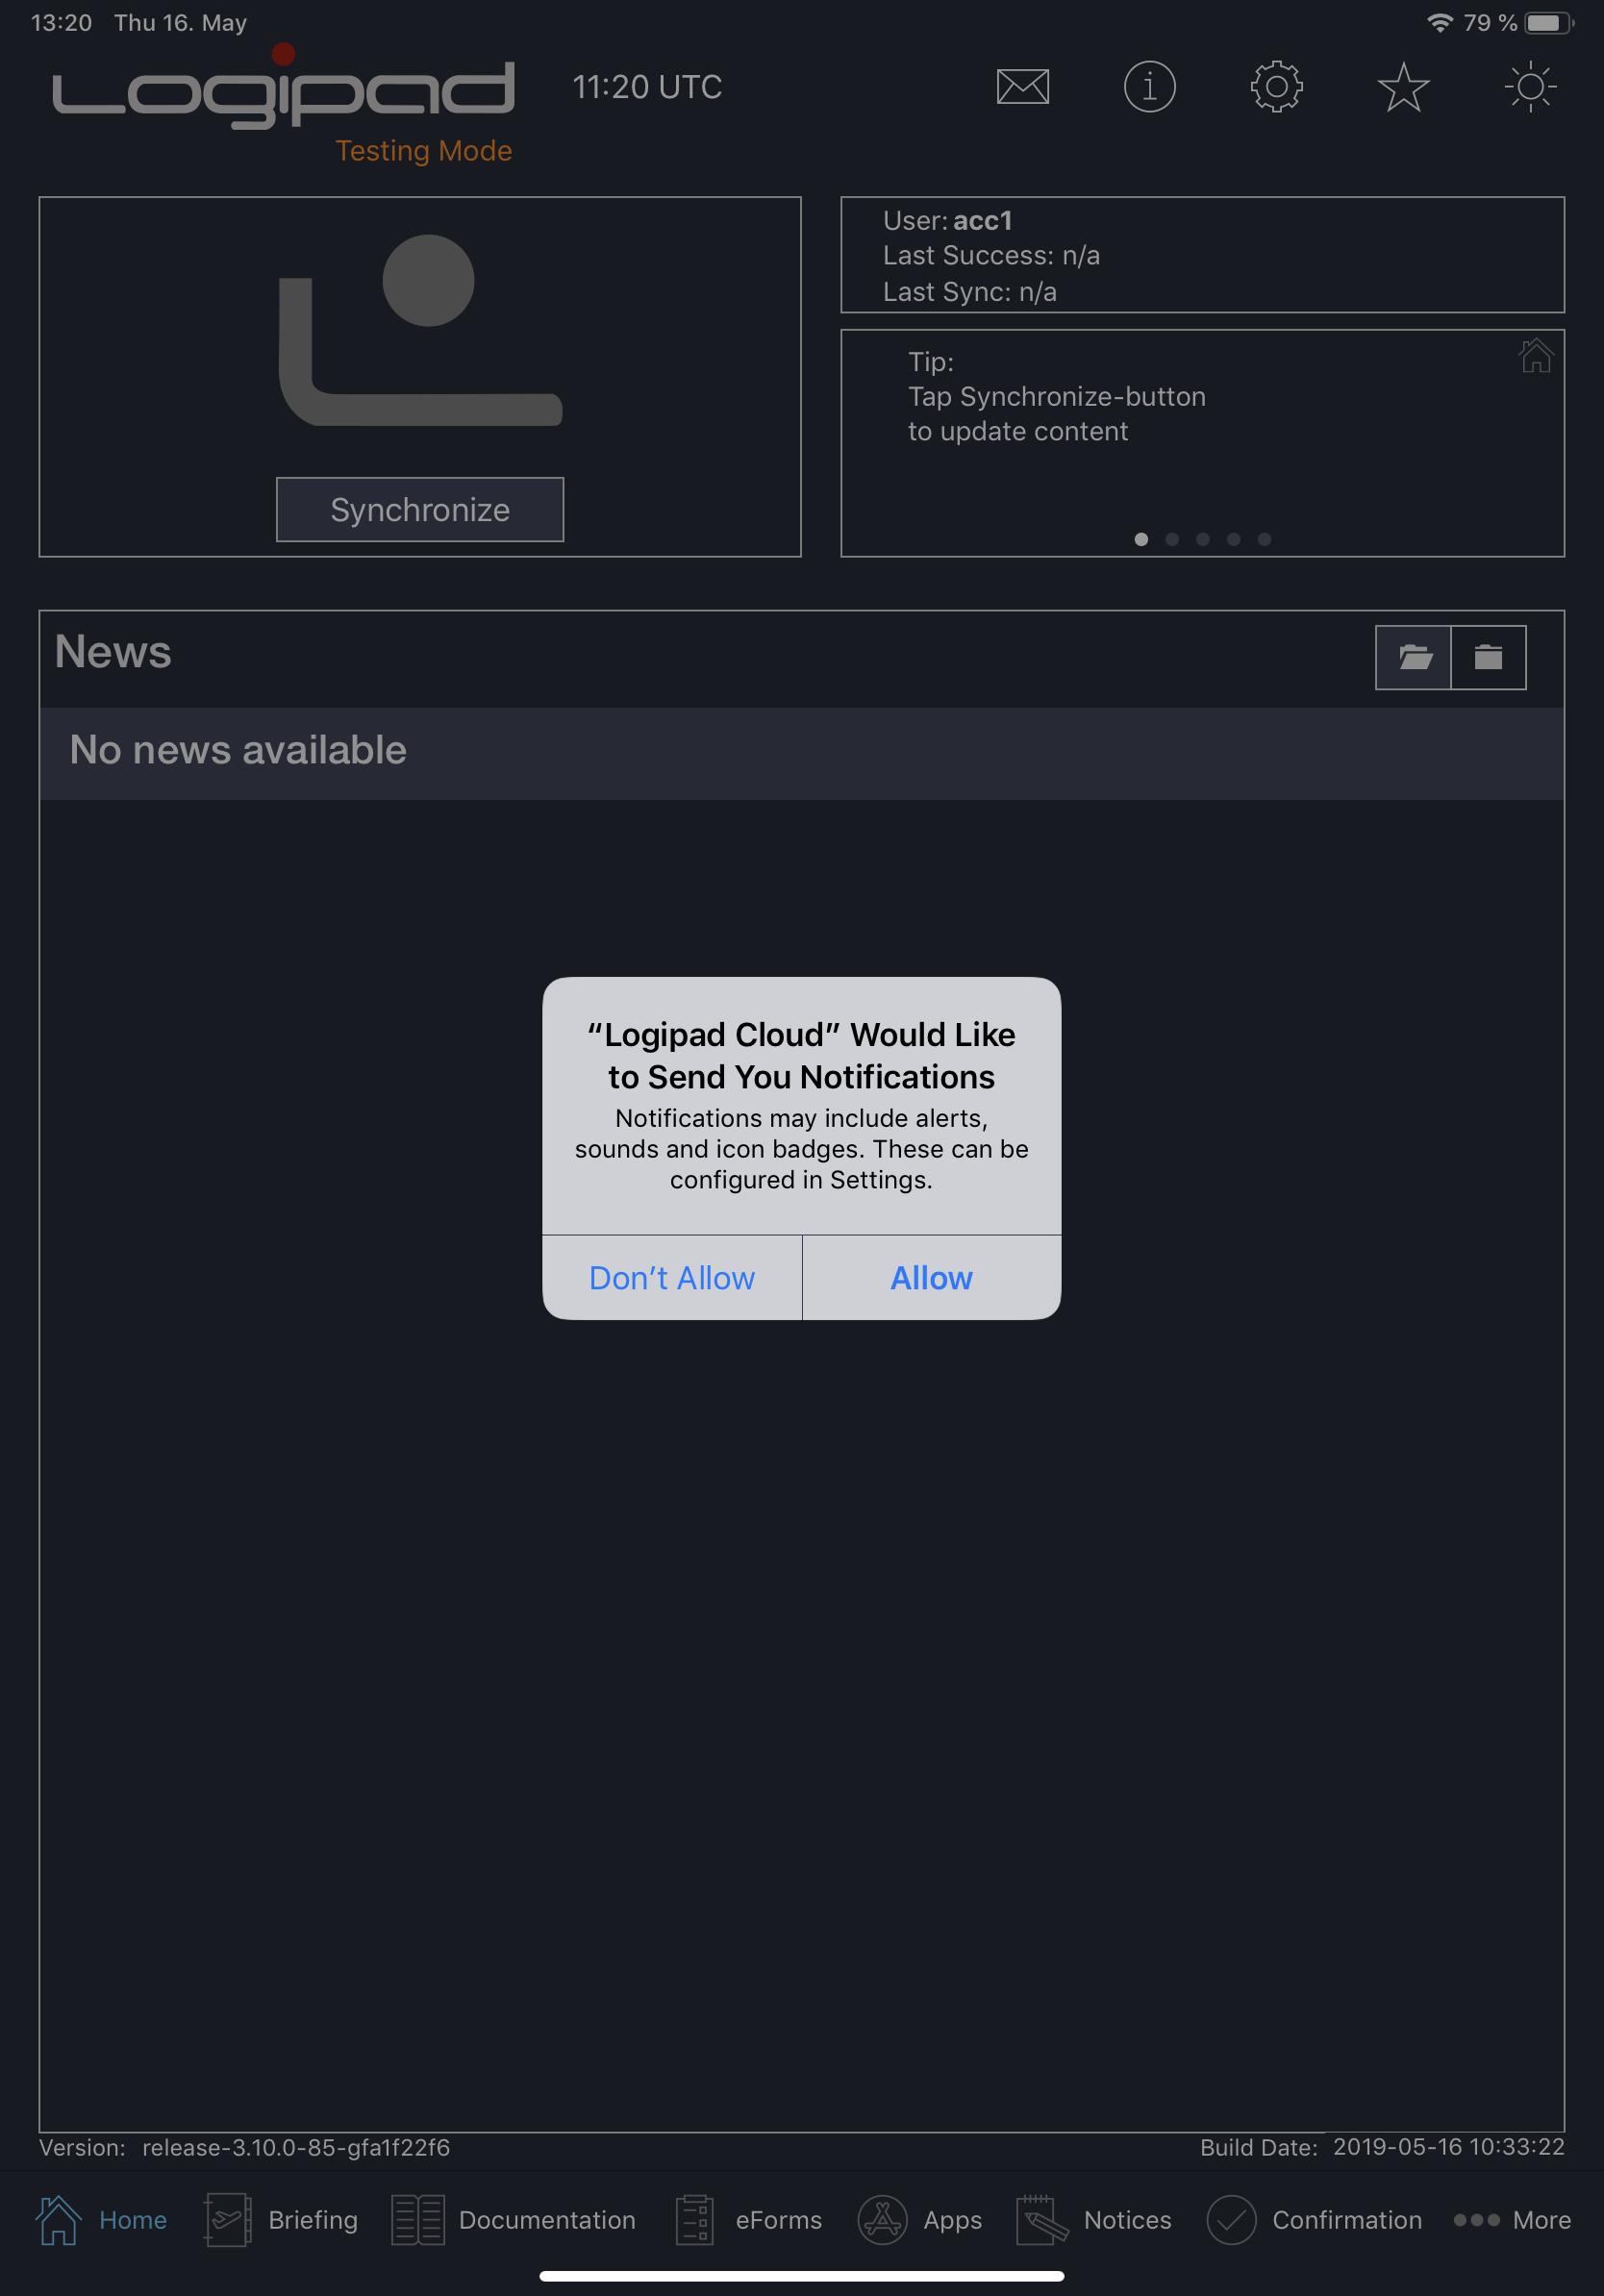 13:20 Thu 16. May 79 %
Logipad
11:20 UTC
Testing Mode
User: acc1
Last Success: n/a
Last Sync: n/a
Tip:
Tap Synchronize-button
to update content
Synchronize
News
No news available
“Logipad Cloud” Would Like
to Send You Notifications
Notifications may include alerts,
sounds and icon badges. These can be
configured in Settings.
Don’t Allow Allow
Version: release-3.10.0-85-gfa1f22f6 Build Date: 2019-05-16 10:33:22
Home Briefing Documentation eForms Apps Notices Confirmation More